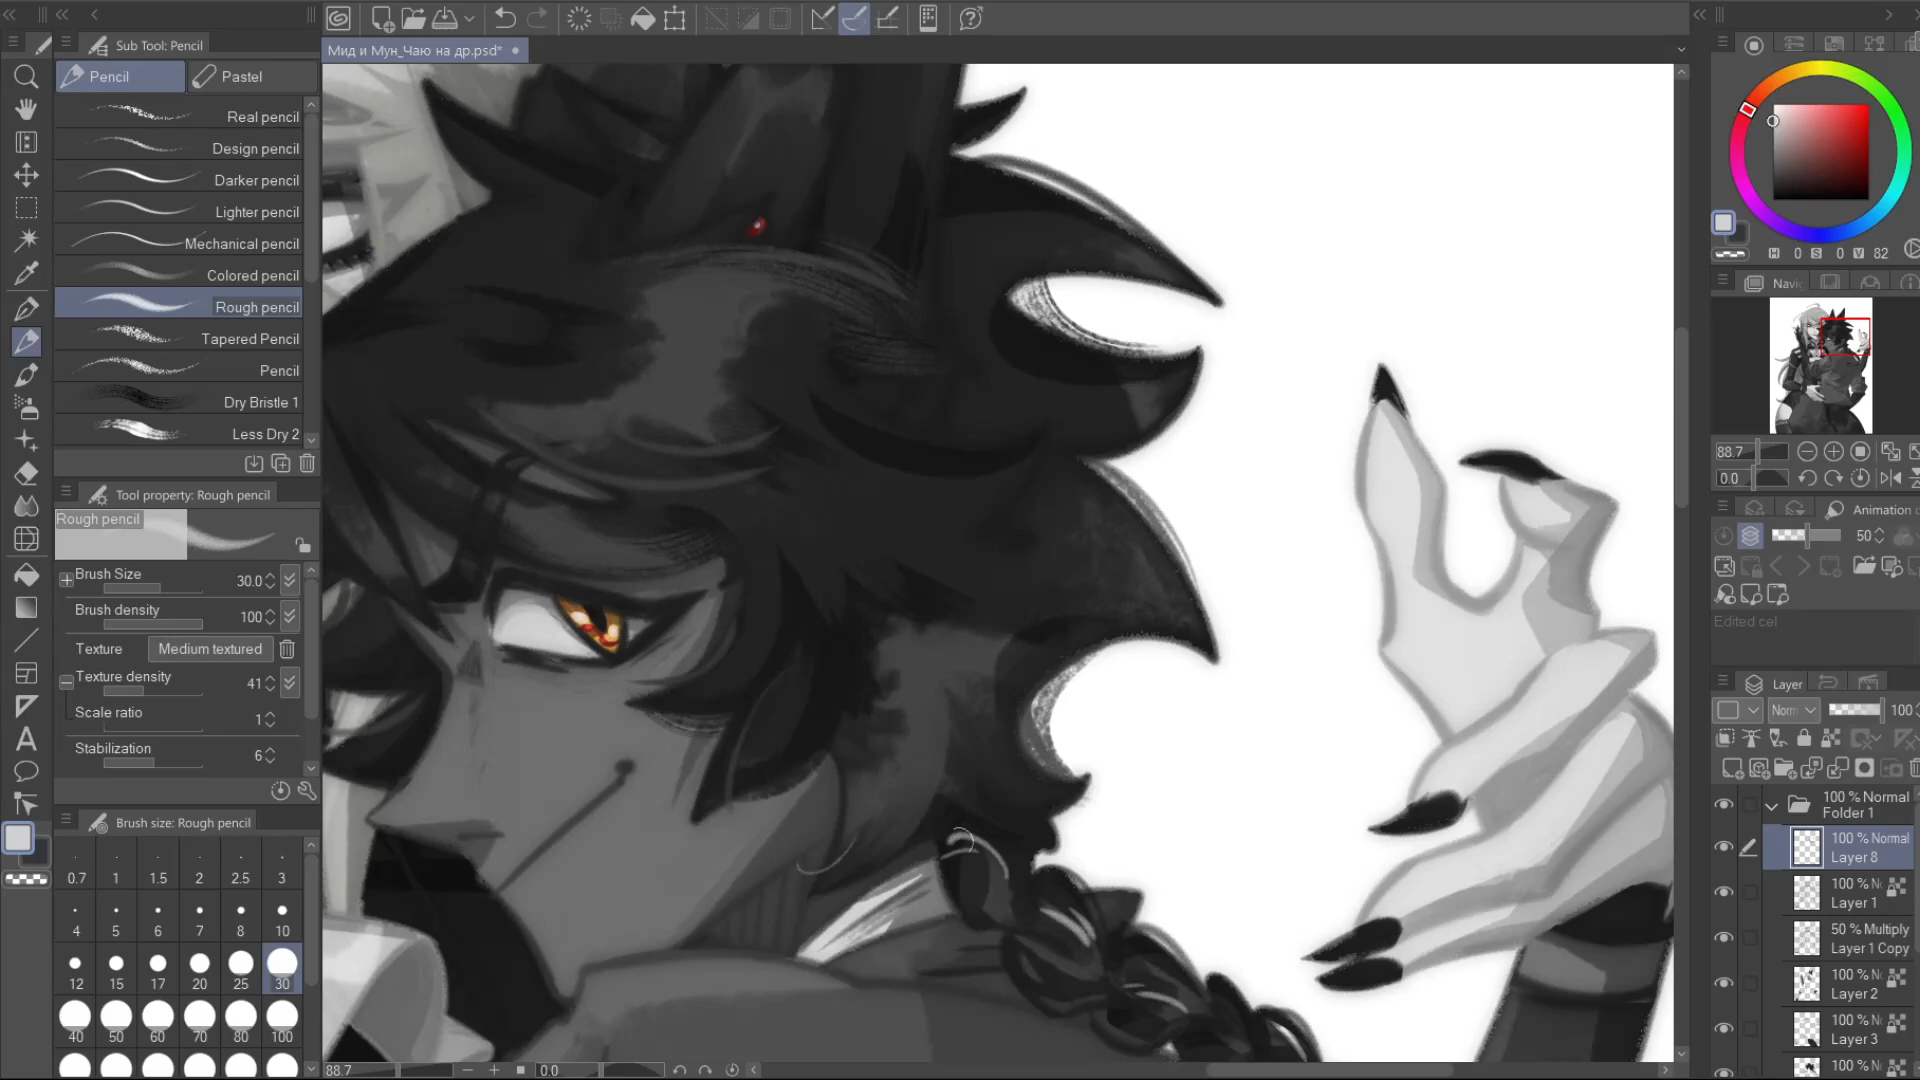 Sub Tool: Pencil
Pencil
Pastel
Real pencil
Design pencil
Darker pencil
Lighter pencil
Mechanical pencil
Colored pencil
Rough pencil
Tapered Pencil
Pencil
Dry Bristle 1
Less Dry 2
Tool property: Rough pencil
Rough pencil
Brush Size 30.0
Brush density 100
Texture Medium textured
Texture density 41
Scale ratio 1
Stabilization 6
Brush size: Rough pencil
0.7 1 1.5 2 2.5 3
4 5 6 7 8 10
12 15 17 20 25 30
40 50 60 70 80 100
Мид и Мун_Чаю на др.psd*
88.7
0.0
H 0 S 0 V 82
Navig
88.7
0.0
Animation c
50
Edited cel
Layer
Norm 100
100 % Normal
Folder 1
100 % Normal
Layer 8
100 % N
Layer 1
50 % Multiply
Layer 1 Copy
100 % N
Layer 2
100 % N
Layer 3
100 % N